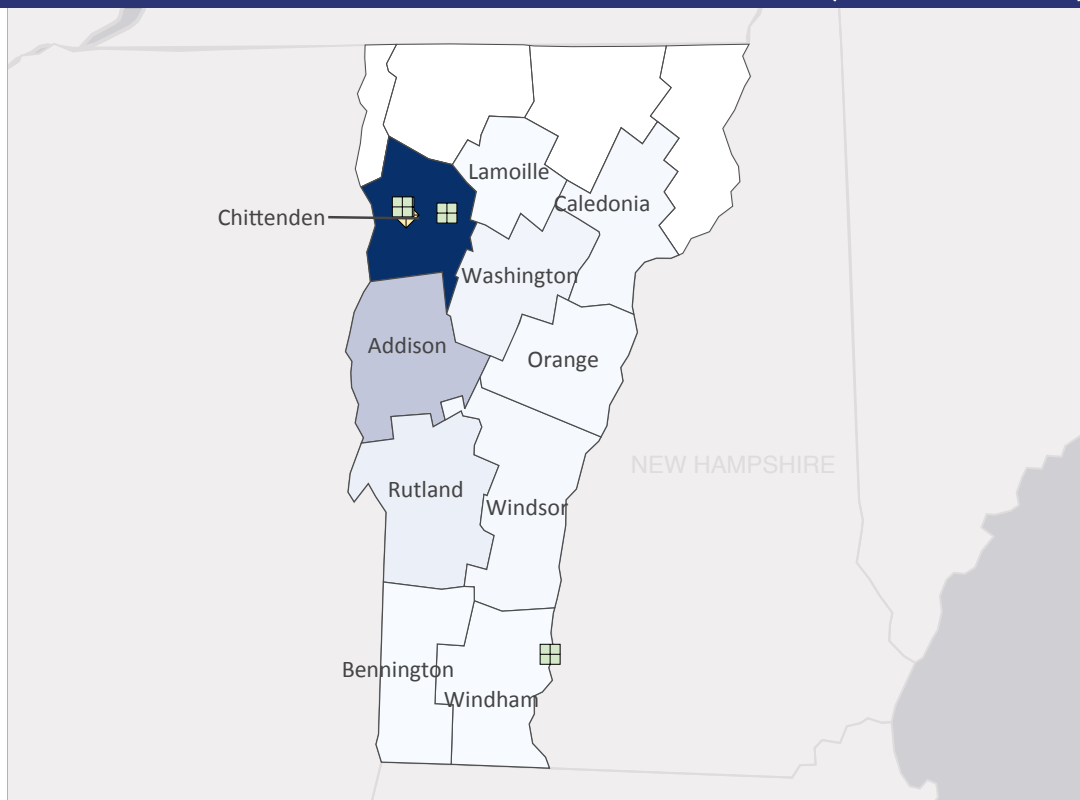 Lamoille
Caledonia
Chittenden
Washington
Addison
Orange
NEW HAMPSHIRE
Rutland
Windsor
Bennington
Windham